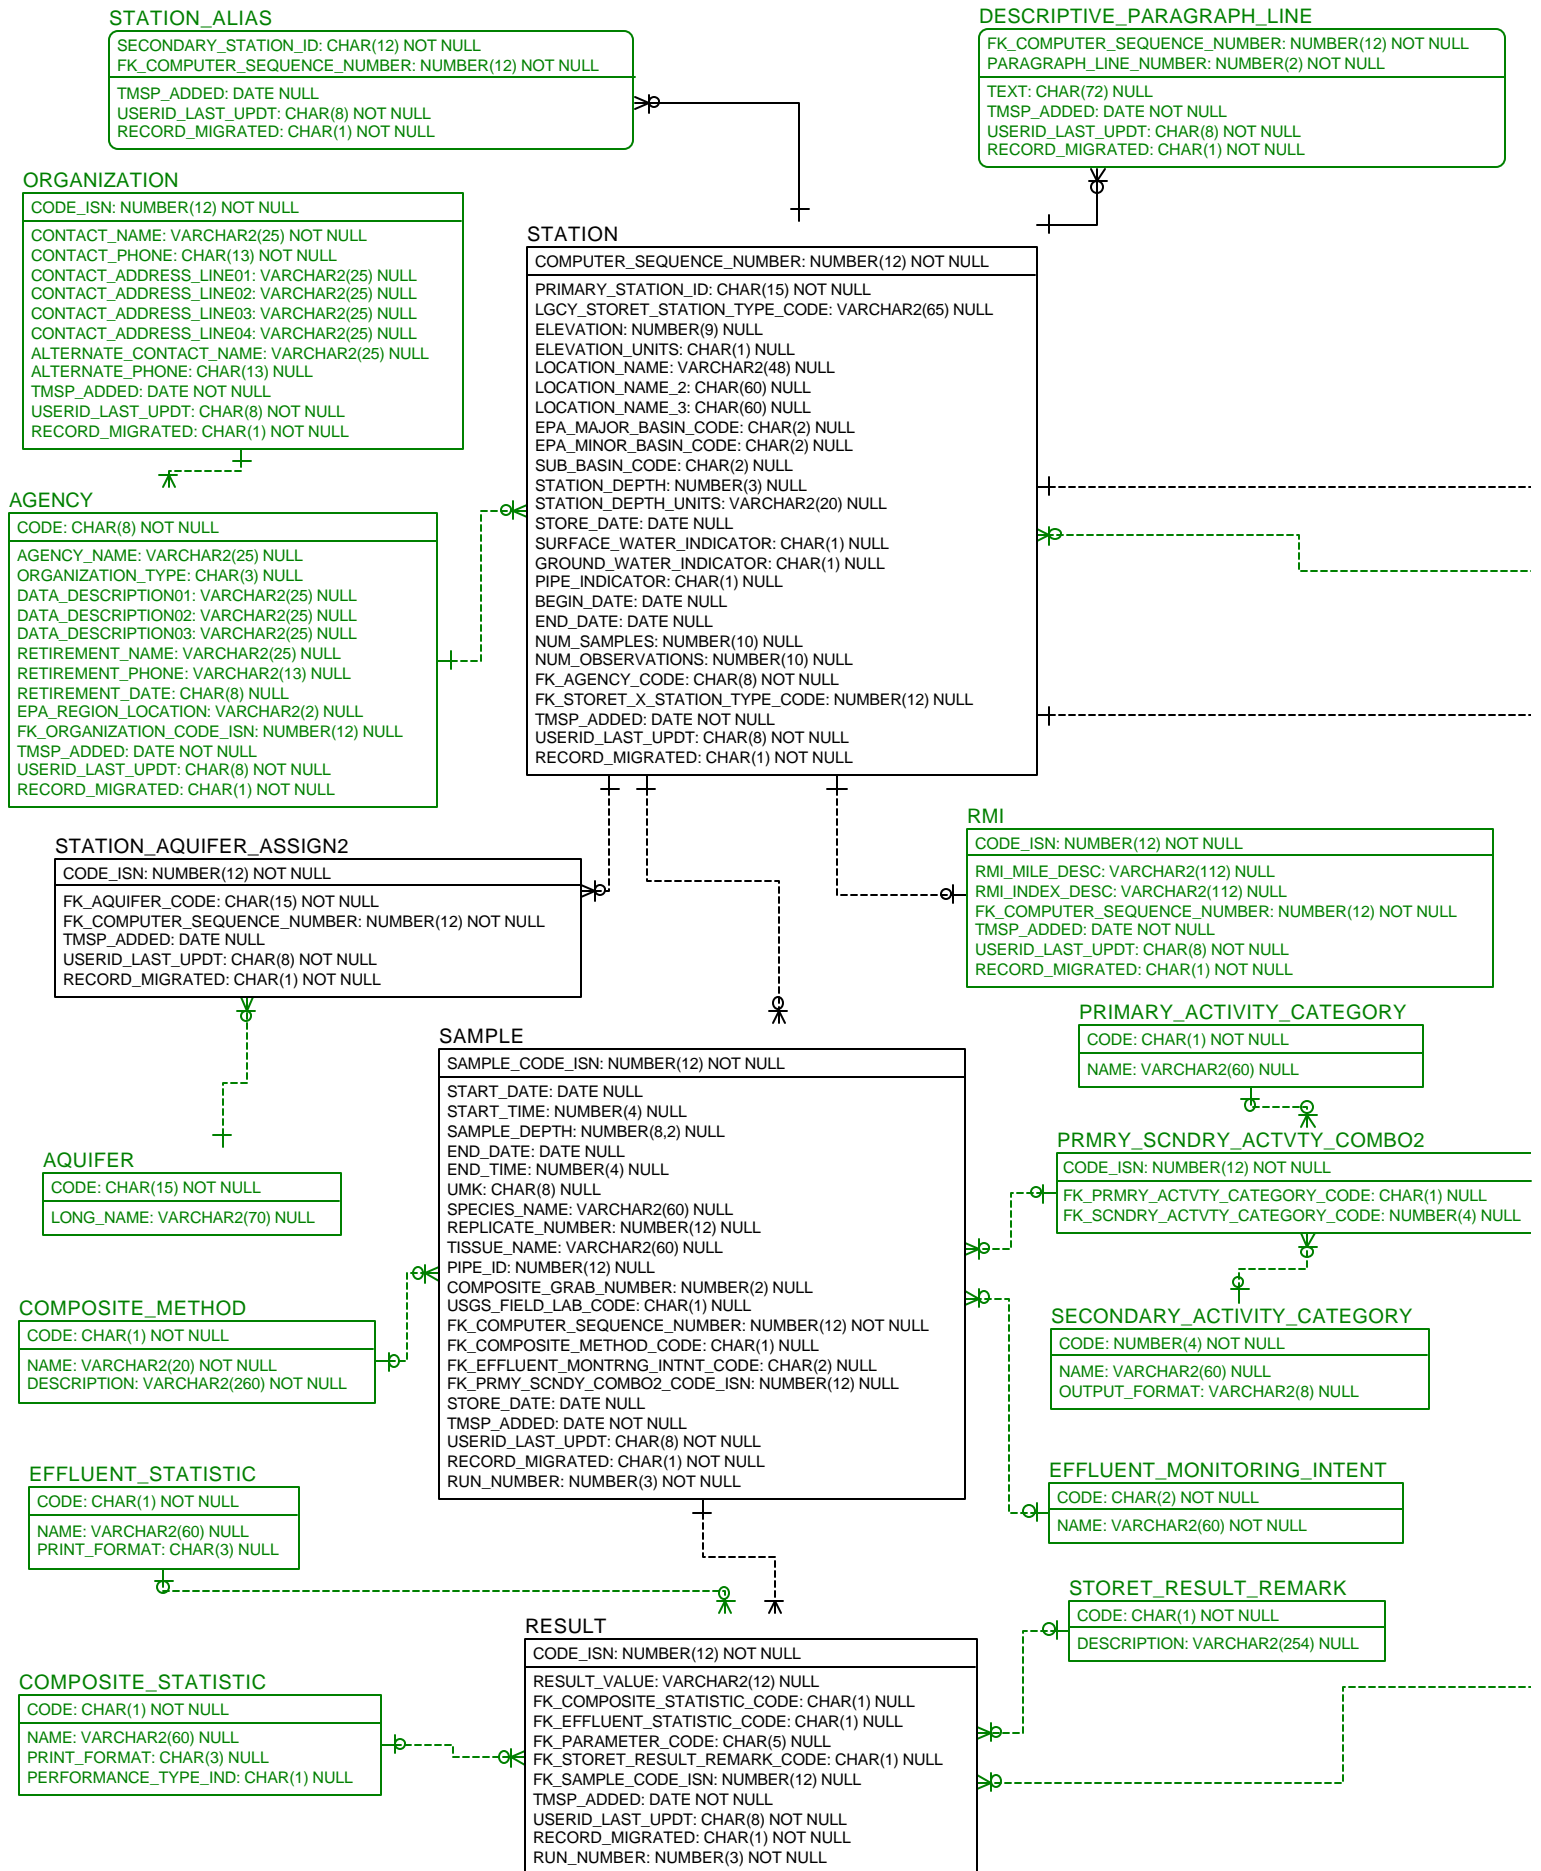 STATION_ALIAS
SECONDARY_STATION_ID: CHAR(12) NOT NULL
FK_COMPUTER_SEQUENCE_NUMBER: NUMBER(12) NOT NULL
TMSP_ADDED: DATE NULL
USERID_LAST_UPDT: CHAR(8) NOT NULL
RECORD_MIGRATED: CHAR(1) NOT NULL
DESCRIPTIVE_PARAGRAPH_LINE
FK_COMPUTER_SEQUENCE_NUMBER: NUMBER(12) NOT NULL
PARAGRAPH_LINE_NUMBER: NUMBER(2) NOT NULL
TEXT: CHAR(72) NULL
TMSP_ADDED: DATE NOT NULL
USERID_LAST_UPDT: CHAR(8) NOT NULL
RECORD_MIGRATED: CHAR(1) NOT NULL
ORGANIZATION
CODE_ISN: NUMBER(12) NOT NULL
CONTACT_NAME: VARCHAR2(25) NOT NULL
CONTACT_PHONE: CHAR(13) NOT NULL
CONTACT_ADDRESS_LINE01: VARCHAR2(25) NULL
CONTACT_ADDRESS_LINE02: VARCHAR2(25) NULL
CONTACT_ADDRESS_LINE03: VARCHAR2(25) NULL
CONTACT_ADDRESS_LINE04: VARCHAR2(25) NULL
ALTERNATE_CONTACT_NAME: VARCHAR2(25) NULL
ALTERNATE_PHONE: CHAR(13) NULL
TMSP_ADDED: DATE NOT NULL
USERID_LAST_UPDT: CHAR(8) NOT NULL
RECORD_MIGRATED: CHAR(1) NOT NULL
STATION
COMPUTER_SEQUENCE_NUMBER: NUMBER(12) NOT NULL
PRIMARY_STATION_ID: CHAR(15) NOT NULL
LGCY_STORET_STATION_TYPE_CODE: VARCHAR2(65) NULL
ELEVATION: NUMBER(9) NULL
ELEVATION_UNITS: CHAR(1) NULL
LOCATION_NAME: VARCHAR2(48) NULL
LOCATION_NAME_2: CHAR(60) NULL
LOCATION_NAME_3: CHAR(60) NULL
EPA_MAJOR_BASIN_CODE: CHAR(2) NULL
EPA_MINOR_BASIN_CODE: CHAR(2) NULL
SUB_BASIN_CODE: CHAR(2) NULL
STATION_DEPTH: NUMBER(3) NULL
STATION_DEPTH_UNITS: VARCHAR2(20) NULL
STORE_DATE: DATE NULL
SURFACE_WATER_INDICATOR: CHAR(1) NULL
GROUND_WATER_INDICATOR: CHAR(1) NULL
PIPE_INDICATOR: CHAR(1) NULL
BEGIN_DATE: DATE NULL
END_DATE: DATE NULL
NUM_SAMPLES: NUMBER(10) NULL
NUM_OBSERVATIONS: NUMBER(10) NULL
FK_AGENCY_CODE: CHAR(8) NOT NULL
FK_STORET_X_STATION_TYPE_CODE: NUMBER(12) NULL
TMSP_ADDED: DATE NOT NULL
USERID_LAST_UPDT: CHAR(8) NOT NULL
RECORD_MIGRATED: CHAR(1) NOT NULL
AGENCY
CODE: CHAR(8) NOT NULL
AGENCY_NAME: VARCHAR2(25) NULL
ORGANIZATION_TYPE: CHAR(3) NULL
DATA_DESCRIPTION01: VARCHAR2(25) NULL
DATA_DESCRIPTION02: VARCHAR2(25) NULL
DATA_DESCRIPTION03: VARCHAR2(25) NULL
RETIREMENT_NAME: VARCHAR2(25) NULL
RETIREMENT_PHONE: VARCHAR2(13) NULL
RETIREMENT_DATE: CHAR(8) NULL
EPA_REGION_LOCATION: VARCHAR2(2) NULL
FK_ORGANIZATION_CODE_ISN: NUMBER(12) NULL
TMSP_ADDED: DATE NOT NULL
USERID_LAST_UPDT: CHAR(8) NOT NULL
RECORD_MIGRATED: CHAR(1) NOT NULL
STATION_AQUIFER_ASSIGN2
CODE_ISN: NUMBER(12) NOT NULL
FK_AQUIFER_CODE: CHAR(15) NOT NULL
FK_COMPUTER_SEQUENCE_NUMBER: NUMBER(12) NOT NULL
TMSP_ADDED: DATE NULL
USERID_LAST_UPDT: CHAR(8) NOT NULL
RECORD_MIGRATED: CHAR(1) NOT NULL
RMI
CODE_ISN: NUMBER(12) NOT NULL
RMI_MILE_DESC: VARCHAR2(112) NULL
RMI_INDEX_DESC: VARCHAR2(112) NULL
FK_COMPUTER_SEQUENCE_NUMBER: NUMBER(12) NOT NULL
TMSP_ADDED: DATE NOT NULL
USERID_LAST_UPDT: CHAR(8) NOT NULL
RECORD_MIGRATED: CHAR(1) NOT NULL
PRIMARY_ACTIVITY_CATEGORY
CODE: CHAR(1) NOT NULL
NAME: VARCHAR2(60) NULL
SAMPLE
SAMPLE_CODE_ISN: NUMBER(12) NOT NULL
START_DATE: DATE NULL
START_TIME: NUMBER(4) NULL
SAMPLE_DEPTH: NUMBER(8,2) NULL
END_DATE: DATE NULL
END_TIME: NUMBER(4) NULL
UMK: CHAR(8) NULL
SPECIES_NAME: VARCHAR2(60) NULL
REPLICATE_NUMBER: NUMBER(12) NULL
TISSUE_NAME: VARCHAR2(60) NULL
PIPE_ID: NUMBER(12) NULL
COMPOSITE_GRAB_NUMBER: NUMBER(2) NULL
USGS_FIELD_LAB_CODE: CHAR(1) NULL
FK_COMPUTER_SEQUENCE_NUMBER: NUMBER(12) NOT NULL
FK_COMPOSITE_METHOD_CODE: CHAR(1) NULL
FK_EFFLUENT_MONTRNG_INTNT_CODE: CHAR(2) NULL
FK_PRMY_SCNDY_COMBO2_CODE_ISN: NUMBER(12) NULL
STORE_DATE: DATE NULL
TMSP_ADDED: DATE NOT NULL
USERID_LAST_UPDT: CHAR(8) NOT NULL
RECORD_MIGRATED: CHAR(1) NOT NULL
RUN_NUMBER: NUMBER(3) NOT NULL
PRMRY_SCNDRY_ACTVTY_COMBO2
CODE_ISN: NUMBER(12) NOT NULL
FK_PRMRY_ACTVTY_CATEGORY_CODE: CHAR(1) NULL
FK_SCNDRY_ACTVTY_CATEGORY_CODE: NUMBER(4) NULL
AQUIFER
CODE: CHAR(15) NOT NULL
LONG_NAME: VARCHAR2(70) NULL
COMPOSITE_METHOD
CODE: CHAR(1) NOT NULL
NAME: VARCHAR2(20) NOT NULL
DESCRIPTION: VARCHAR2(260) NOT NULL
SECONDARY_ACTIVITY_CATEGORY
CODE: NUMBER(4) NOT NULL
NAME: VARCHAR2(60) NULL
OUTPUT_FORMAT: VARCHAR2(8) NULL
EFFLUENT_STATISTIC
CODE: CHAR(1) NOT NULL
NAME: VARCHAR2(60) NULL
PRINT_FORMAT: CHAR(3) NULL
EFFLUENT_MONITORING_INTENT
CODE: CHAR(2) NOT NULL
NAME: VARCHAR2(60) NOT NULL
STORET_RESULT_REMARK
CODE: CHAR(1) NOT NULL
DESCRIPTION: VARCHAR2(254) NULL
RESULT
CODE_ISN: NUMBER(12) NOT NULL
RESULT_VALUE: VARCHAR2(12) NULL
FK_COMPOSITE_STATISTIC_CODE: CHAR(1) NULL
FK_EFFLUENT_STATISTIC_CODE: CHAR(1) NULL
FK_PARAMETER_CODE: CHAR(5) NULL
FK_STORET_RESULT_REMARK_CODE: CHAR(1) NULL
FK_SAMPLE_CODE_ISN: NUMBER(12) NULL
TMSP_ADDED: DATE NOT NULL
USERID_LAST_UPDT: CHAR(8) NOT NULL
RECORD_MIGRATED: CHAR(1) NOT NULL
RUN_NUMBER: NUMBER(3) NOT NULL
COMPOSITE_STATISTIC
CODE: CHAR(1) NOT NULL
NAME: VARCHAR2(60) NULL
PRINT_FORMAT: CHAR(3) NULL
PERFORMANCE_TYPE_IND: CHAR(1) NULL